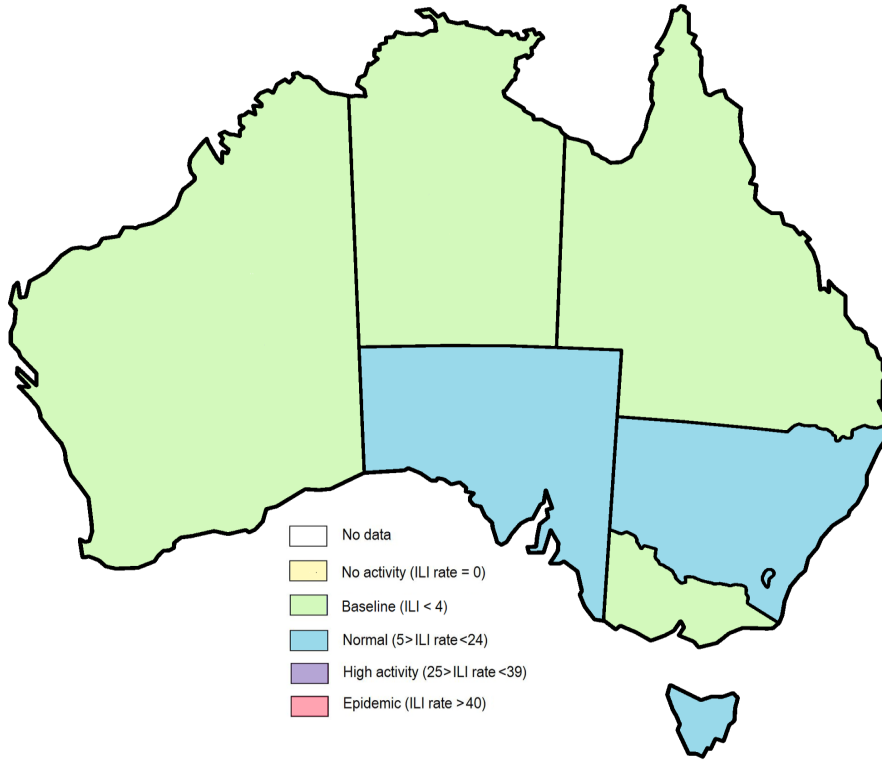 No data
No activity (ILI rate = 0)
Baseline (ILI < 4)
Normal (5>ILI rate<24)
High activity (25>ILI rate<39)
Epidemic (ILI rate >40)